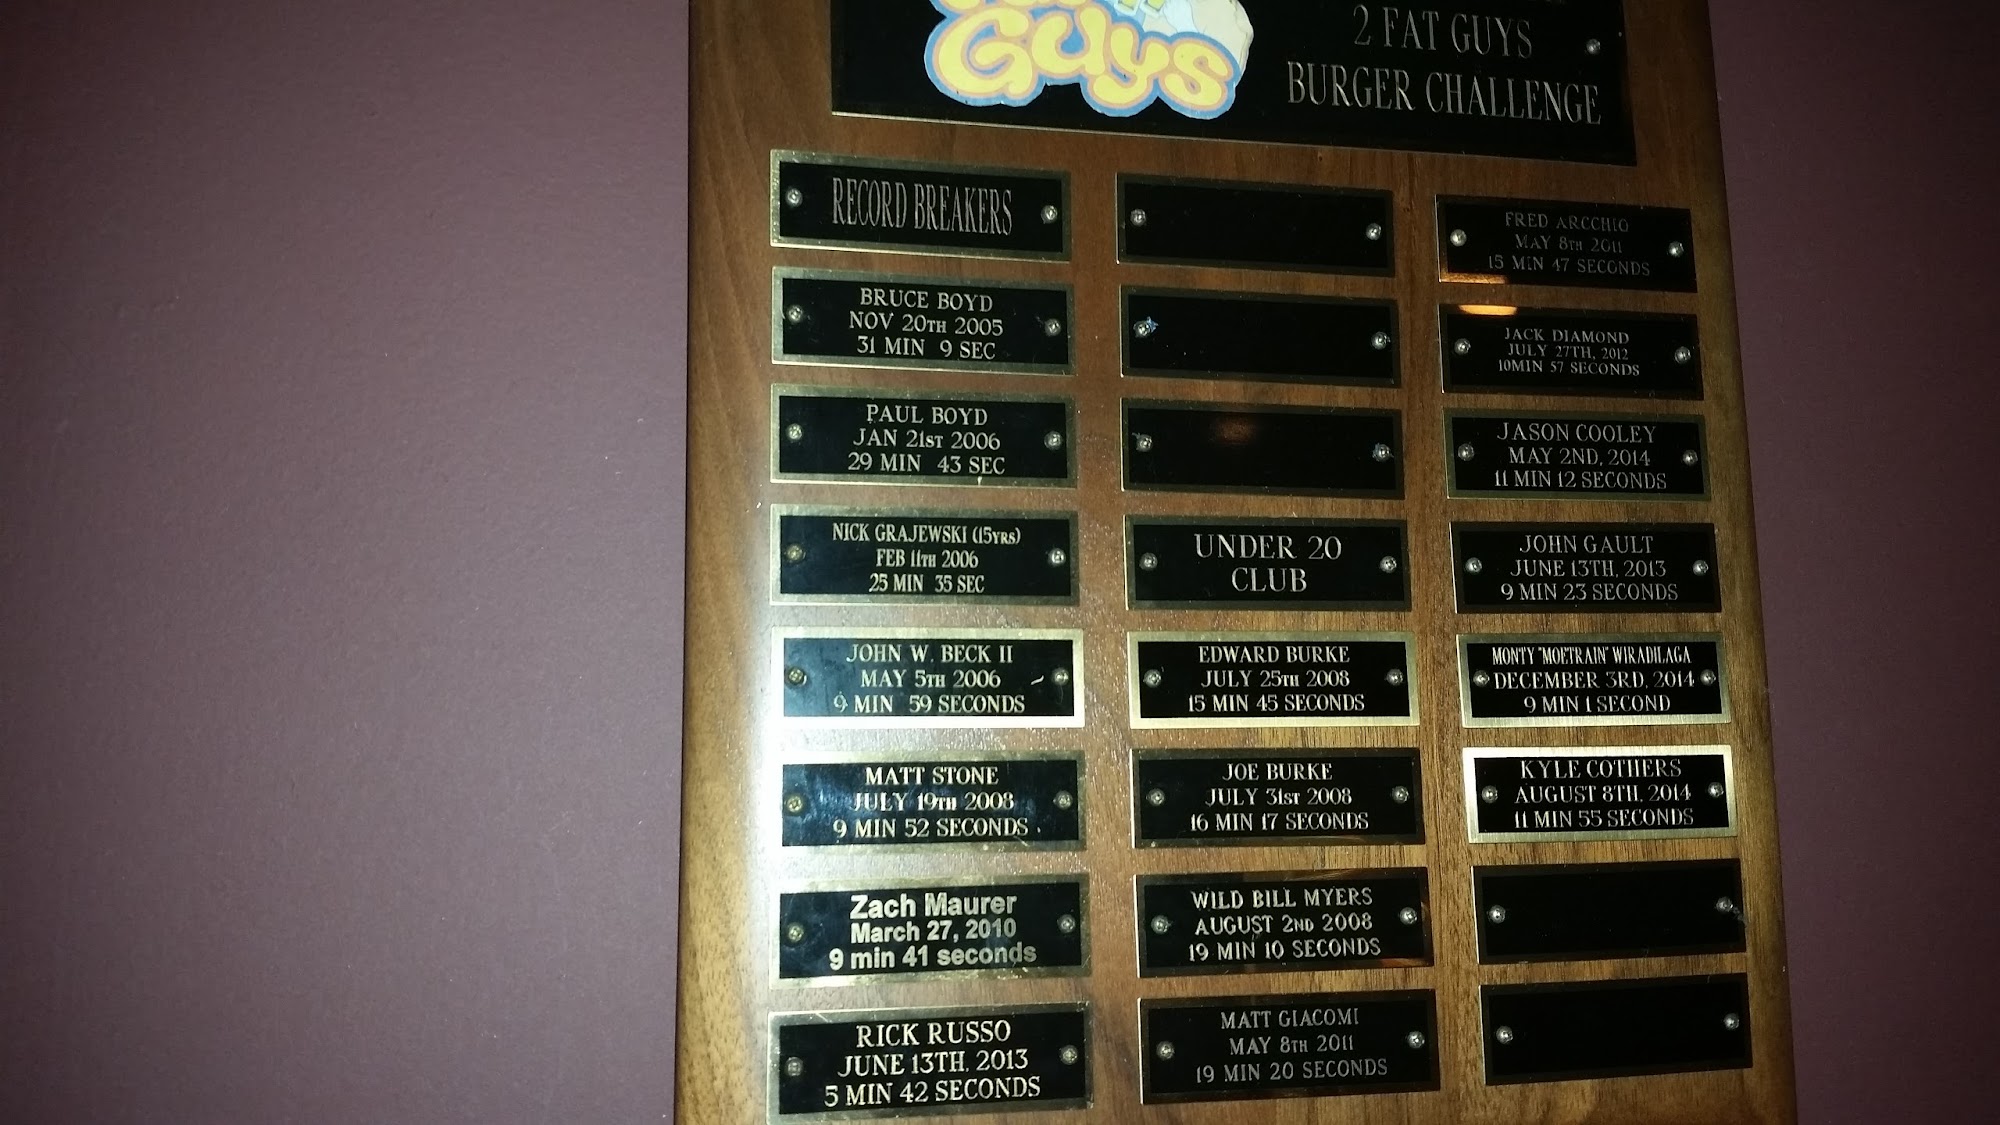 Guys
2 FAT GUYS
BURGER CHALLENGE
RECORD BREAKERS
BRUCE BOYD
NOV 20TH 2005
31 MIN 9 SEC
PAUL BOYD
JAN 21ST 2006
29 MIN 43 SEC
NICK GRAJEWSKI (15YRS)
FEB 11TH 2006
25 MIN 35 SEC
JOHN W. BECK II
MAY 5TH 2006
9 MIN 59 SECONDS
MATT STONE
JULY 19TH 2008
9 MIN 52 SECONDS
Zach Maurer
March 27, 2010
9 min 41 seconds
RICK RUSSO
JUNE 13TH, 2013
5 MIN 42 SECONDS
UNDER 20
CLUB
EDWARD BURKE
JULY 25TH 2008
15 MIN 45 SECONDS
JOE BURKE
JULY 31ST 2008
16 MIN 17 SECONDS
WILD BILL MYERS
AUGUST 2ND 2008
19 MIN 10 SECONDS
MATT GIACOMI
MAY 8TH 2011
19 MIN 20 SECONDS
FRED ARCCHIO
MAY 8TH 2011
15 MIN 47 SECONDS
JACK DIAMOND
JULY 27TH, 2012
10MIN 57 SECONDS
JASON COOLEY
MAY 2ND, 2014
11 MIN 12 SECONDS
JOHN GAULT
JUNE 13TH, 2013
9 MIN 23 SECONDS
MONTY "MOETRAIN" WIRADILAGA
DECEMBER 3RD, 2014
9 MIN 1 SECOND
KYLE COTHERS
AUGUST 8TH, 2014
11 MIN 55 SECONDS